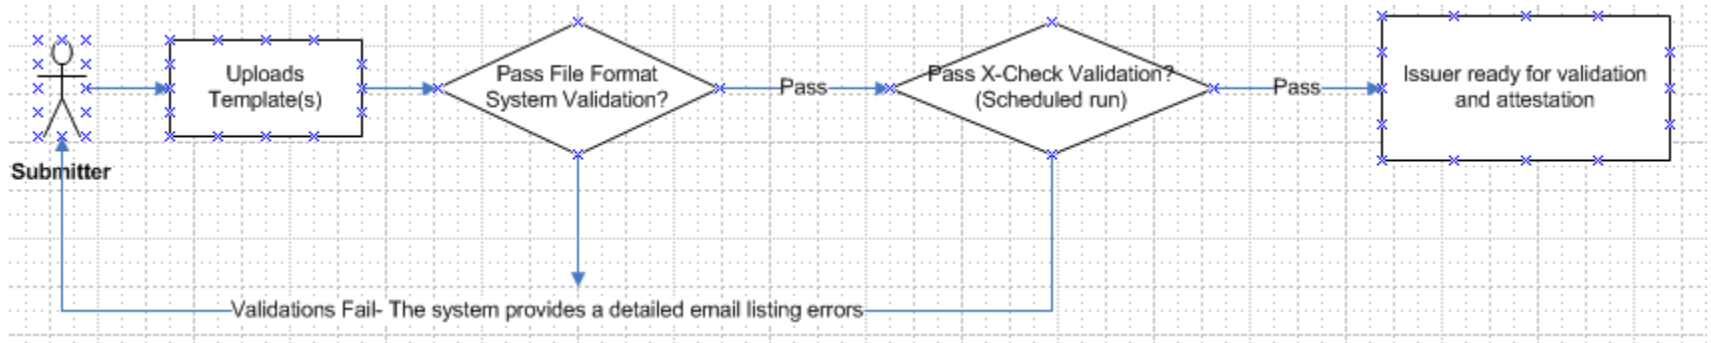 Uploads
Template(s)
Pass File Format
System Validation?
Pass
Pass X-Check Validation?
(Scheduled run)
Pass
Issuer ready for validation
and attestation
Submitter
Validations Fail- The system provides a detailed email listing errors